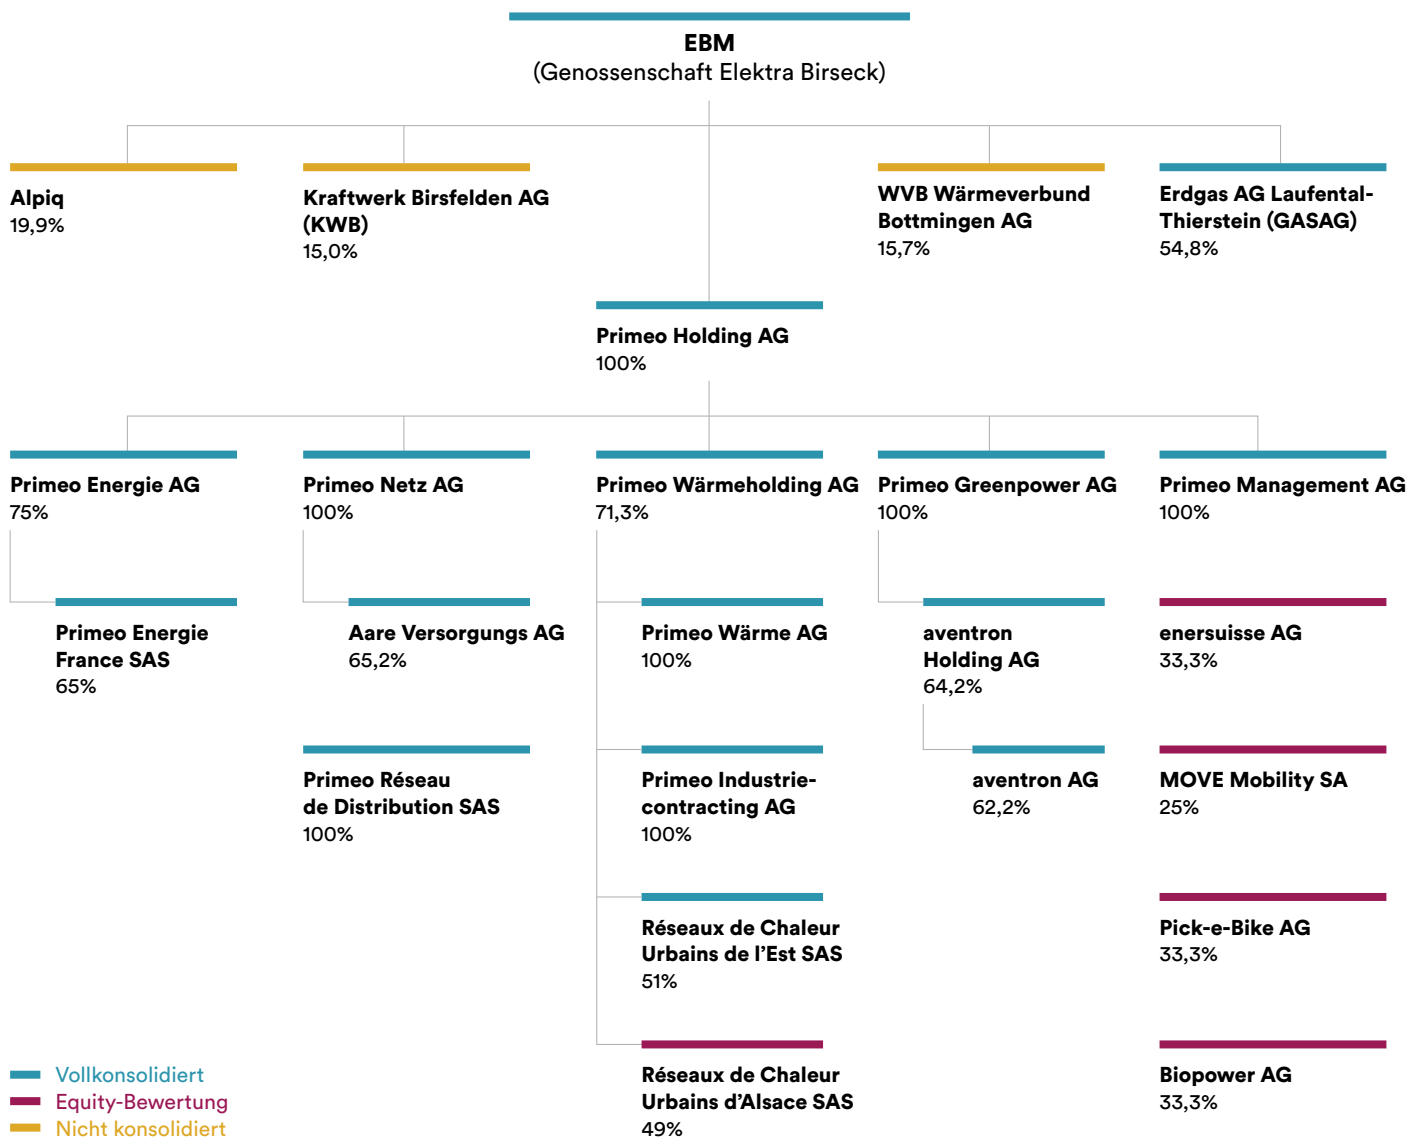 EBM
(Genossenschaft Elektra Birseck)
Alpiq
19,9%
Kraftwerk Birsfelden AG
(KWB)
15,0%
WVB Wärmeverbund
Bottmingen AG
15,7%
Erdgas AG Laufental-
Thierstein (GASAG)
54,8%
Primeo Holding AG
100%
Primeo Energie AG
75%
Primeo Netz AG
100%
Primeo Wärmeholding AG
71,3%
Primeo Greenpower AG
100%
Primeo Management AG
100%
Primeo Energie
France SAS
65%
Aare Versorgungs AG
65,2%
Primeo Wärme AG
100%
aventron
Holding AG
64,2%
enersuisse AG
33,3%
Primeo Réseau
de Distribution SAS
100%
Primeo Industrie-
contracting AG
100%
aventron AG
62,2%
MOVE Mobility SA
25%
Réseaux de Chaleur
Urbains de l’Est SAS
51%
Pick-e-Bike AG
33,3%
Réseaux de Chaleur
Urbains d’Alsace SAS
49%
Biopower AG
33,3%
Vollkonsolidiert
Equity-Bewertung
Nicht konsolidiert